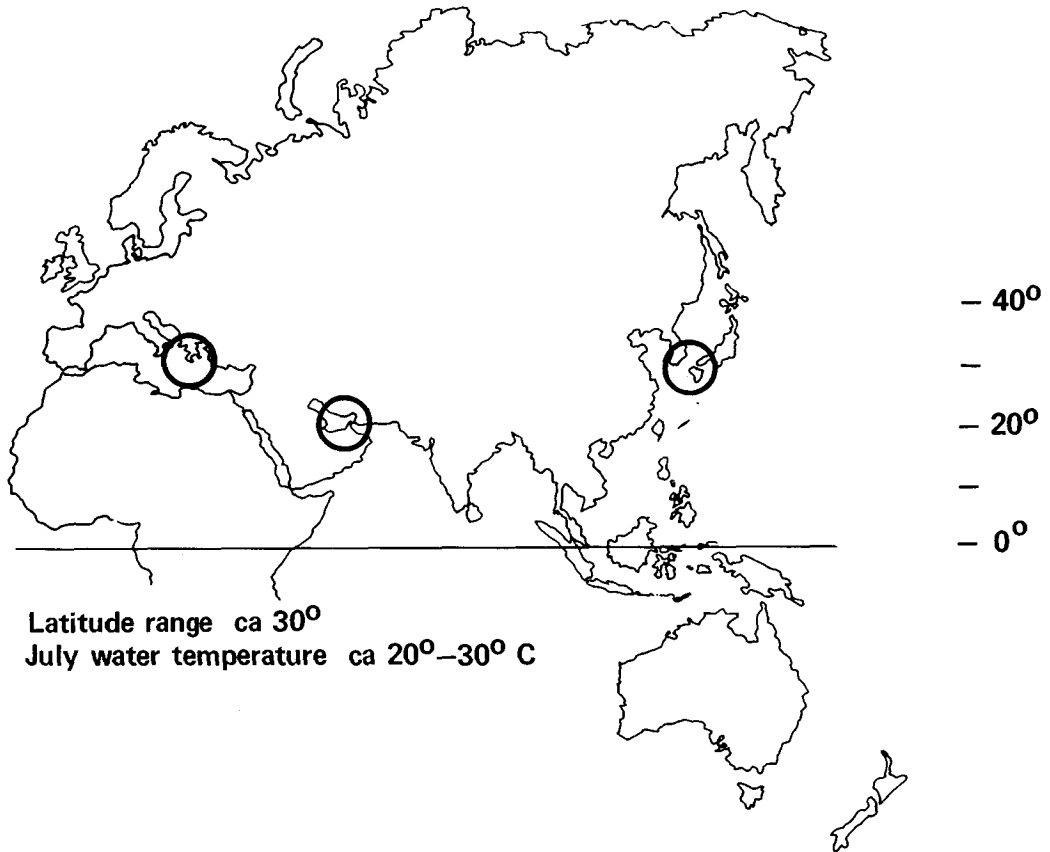 — 40°
—
— 20°
—
— 0°
Latitude range ca 30°
July water temperature ca 20°–30° C